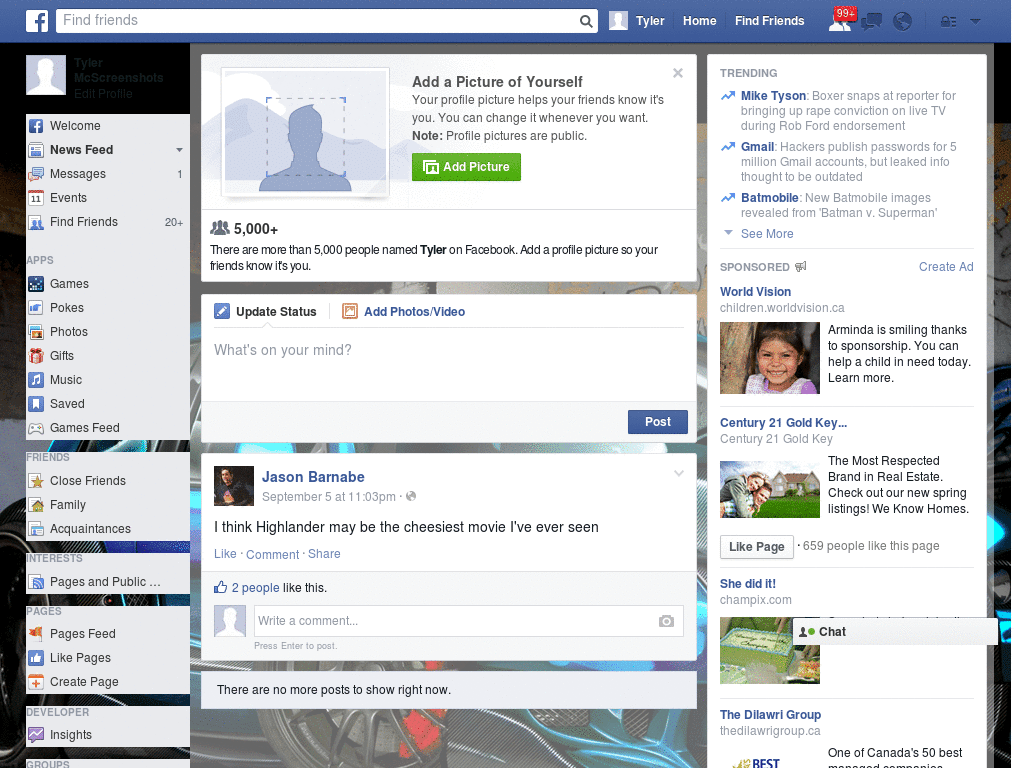 Find friends
Tyler
Home
Find Friends
99+
Tyler
McScreenshots
Edit Profile
Welcome
News Feed
Messages 1
Events
Find Friends 20+
APPS
Games
Pokes
Photos
Gifts
Music
Saved
Games Feed
FRIENDS
Close Friends
Family
Acquaintances
INTERESTS
Pages and Public ...
PAGES
Pages Feed
Like Pages
Create Page
DEVELOPER
Insights
GROUPS
Add a Picture of Yourself
Your profile picture helps your friends know it's
you. You can change it whenever you want.
Note: Profile pictures are public.
Add Picture
5,000+
There are more than 5,000 people named Tyler on Facebook. Add a profile picture so your
friends know it's you.
Update Status
Add Photos/Video
What's on your mind?
Post
Jason Barnabe
September 5 at 11:03pm ·
I think Highlander may be the cheesiest movie I've ever seen
Like · Comment · Share
2 people like this.
Write a comment...
Press Enter to post.
There are no more posts to show right now.
TRENDING
Mike Tyson: Boxer snaps at reporter for
bringing up rape conviction on live TV
during Rob Ford endorsement
Gmail: Hackers publish passwords for 5
million Gmail accounts, but leaked info
thought to be outdated
Batmobile: New Batmobile images
revealed from 'Batman v. Superman'
See More
SPONSORED
Create Ad
World Vision
children.worldvision.ca
Arminda is smiling thanks
to sponsorship. You can
help a child in need today.
Learn more.
Century 21 Gold Key...
Century 21 Gold Key
The Most Respected
Brand in Real Estate.
Check out our new spring
listings! We Know Homes.
Like Page · 659 people like this page
She did it!
champix.com
Chat
The Dilawri Group
thedilawrigroup.ca
One of Canada's 50 best
managed companies
BEST